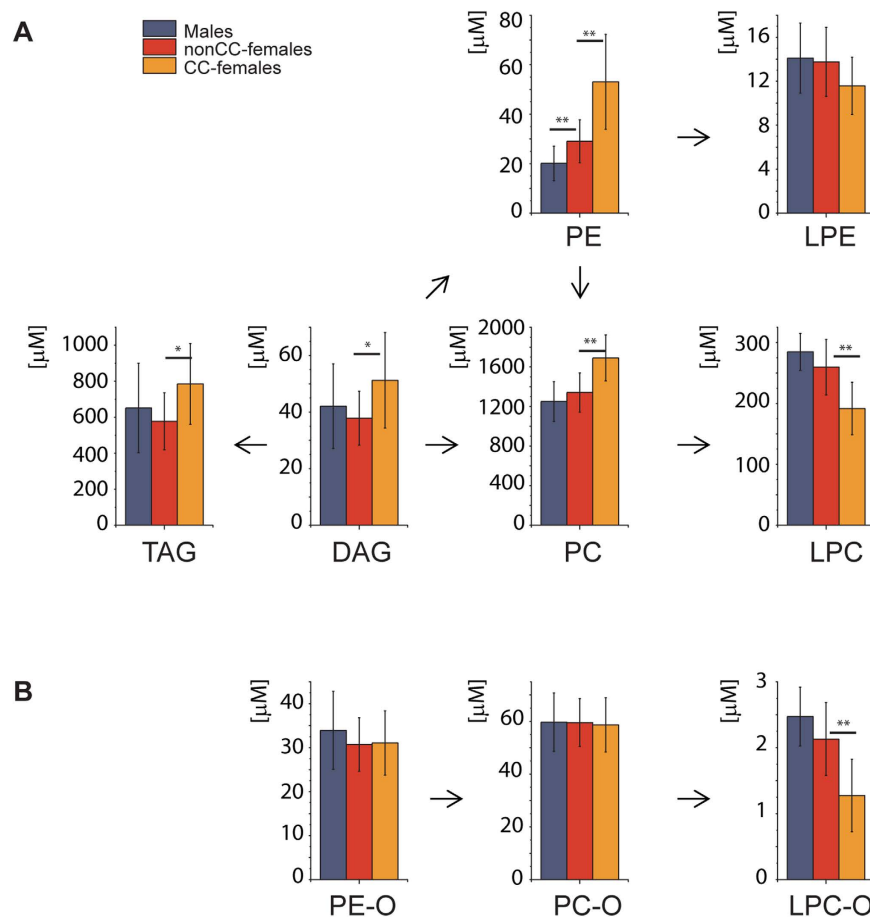 A
Males
nonCC-females
CC-females
[µM]
80
60
40
20
0
**
**
PE
[µM]
16
12
8
4
0
LPE
[µM]
1000
800
600
400
200
0
*
TAG
[µM]
60
40
20
0
*
DAG
[µM]
2000
1600
1200
800
400
0
**
PC
[µM]
300
200
100
0
**
LPC
B
[µM]
40
30
20
10
0
PE-O
[µM]
80
60
40
20
0
PC-O
[µM]
3
2
1
0
**
LPC-O